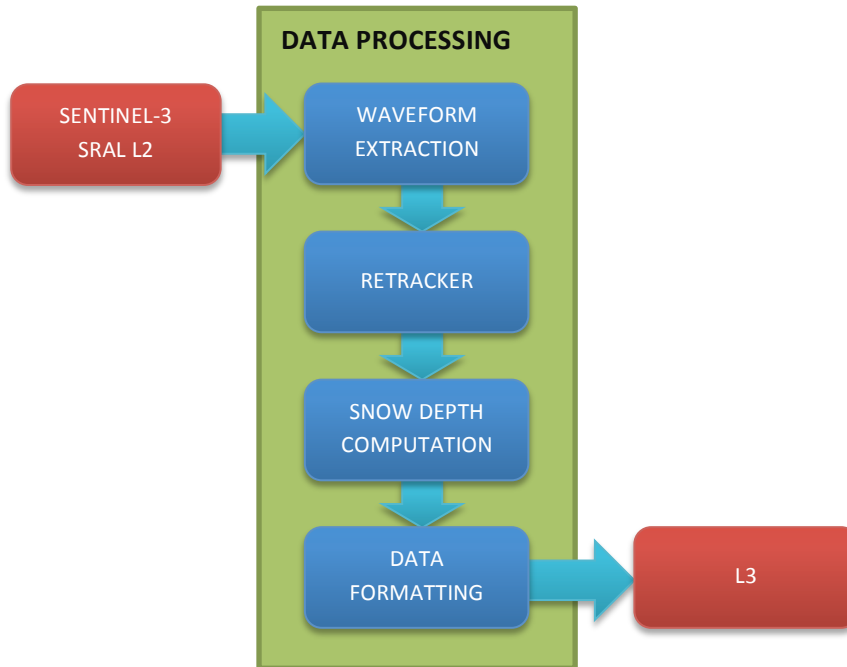 DATA PROCESSING
SENTINEL-3
SRAL L2
WAVEFORM
EXTRACTION
RETRACKER
SNOW DEPTH
COMPUTATION
DATA
FORMATTING
L3